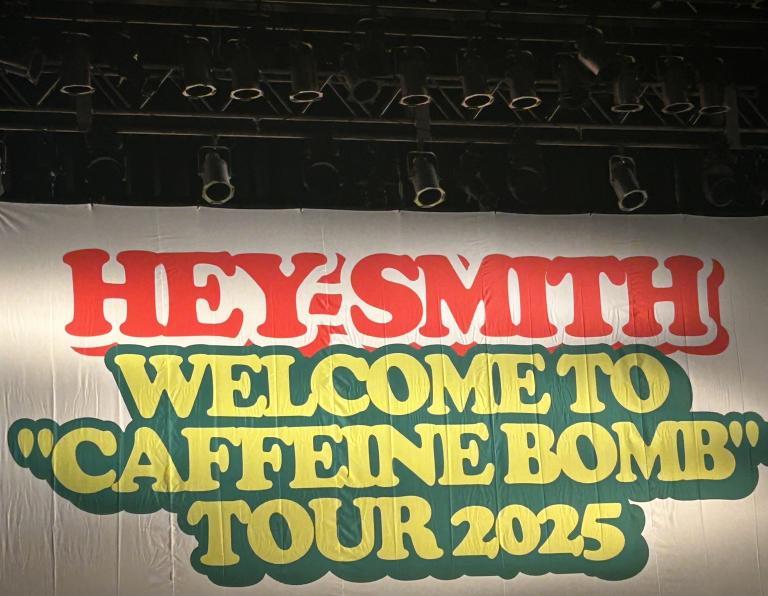 HEY-SMITH
WELCOME TO
"CAFFEINE BOMB"
TOUR 2025